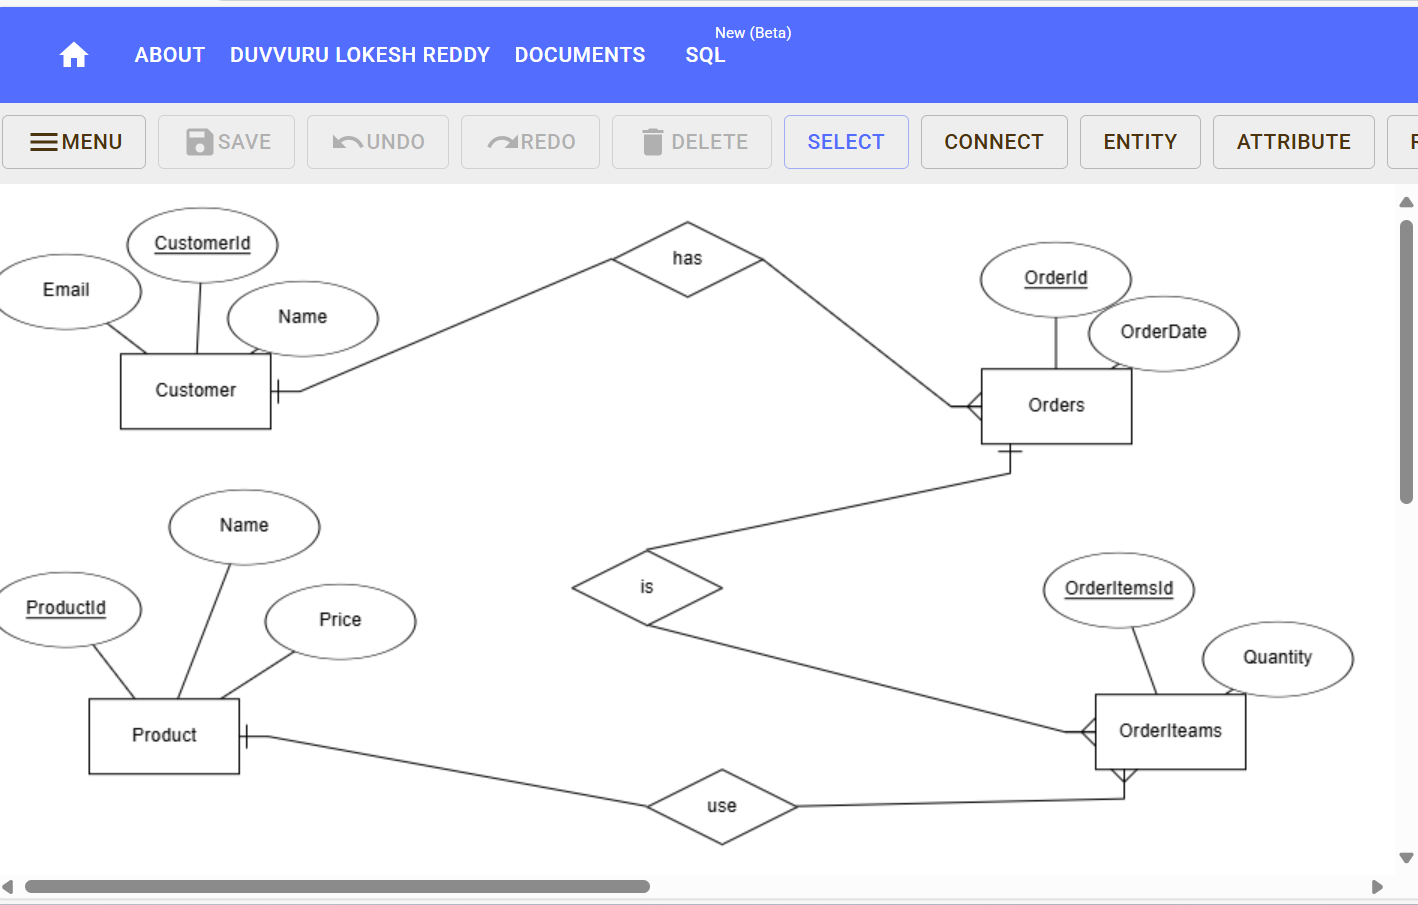 New (Beta)
ABOUT DUVVURU LOKESH REDDY DOCUMENTS SQL
MENU SAVE UNDO REDO DELETE SELECT CONNECT ENTITY ATTRIBUTE
CustomerId
Email
Name
Customer
has
OrderId
OrderDate
Orders
Name
ProductId
Price
Product
is
OrderItemsId
Quantity
OrderIteams
use